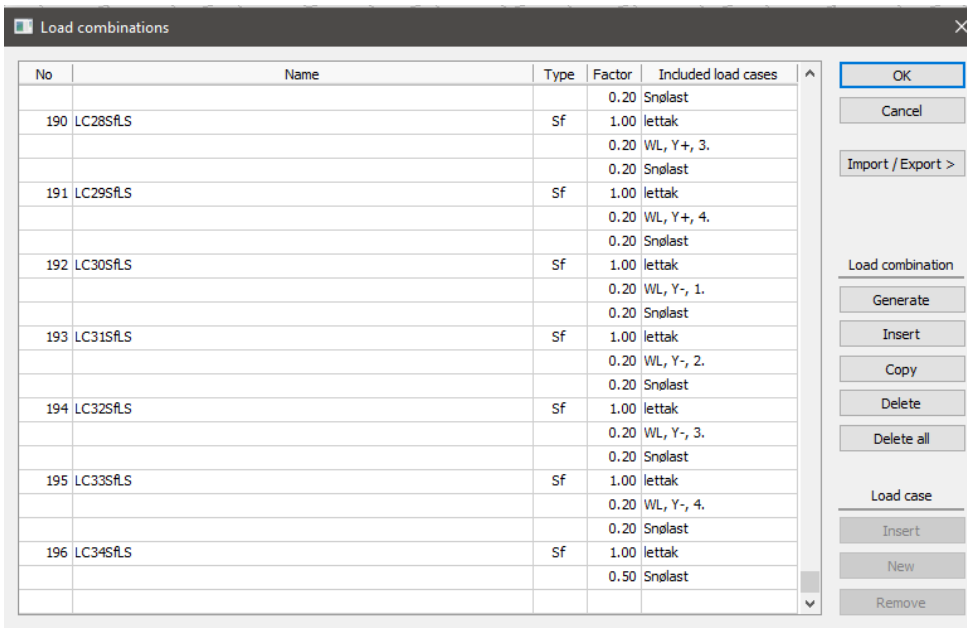 Load combinations
No Name Type Factor Included load cases
0.20 Snølast
190 LC28SfLS Sf 1.00 lettak
0.20 WL, Y+, 3.
0.20 Snølast
191 LC29SfLS Sf 1.00 lettak
0.20 WL, Y+, 4.
0.20 Snølast
192 LC30SfLS Sf 1.00 lettak
0.20 WL, Y-, 1.
0.20 Snølast
193 LC31SfLS Sf 1.00 lettak
0.20 WL, Y-, 2.
0.20 Snølast
194 LC32SfLS Sf 1.00 lettak
0.20 WL, Y-, 3.
0.20 Snølast
195 LC33SfLS Sf 1.00 lettak
0.20 WL, Y-, 4.
0.20 Snølast
196 LC34SfLS Sf 1.00 lettak
0.50 Snølast
OK
Cancel
Import / Export >
Load combination
Generate
Insert
Copy
Delete
Delete all
Load case
Insert
New
Remove